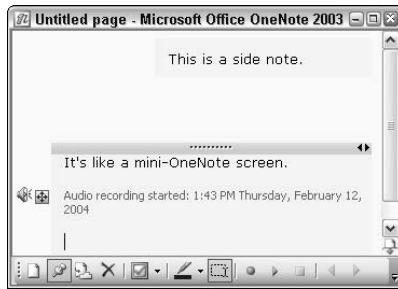 Untitled page - Microsoft Office OneNote 2003
This is a side note.
It's like a mini-OneNote screen.
Audio recording started: 1:43 PM Thursday, February 12,
2004